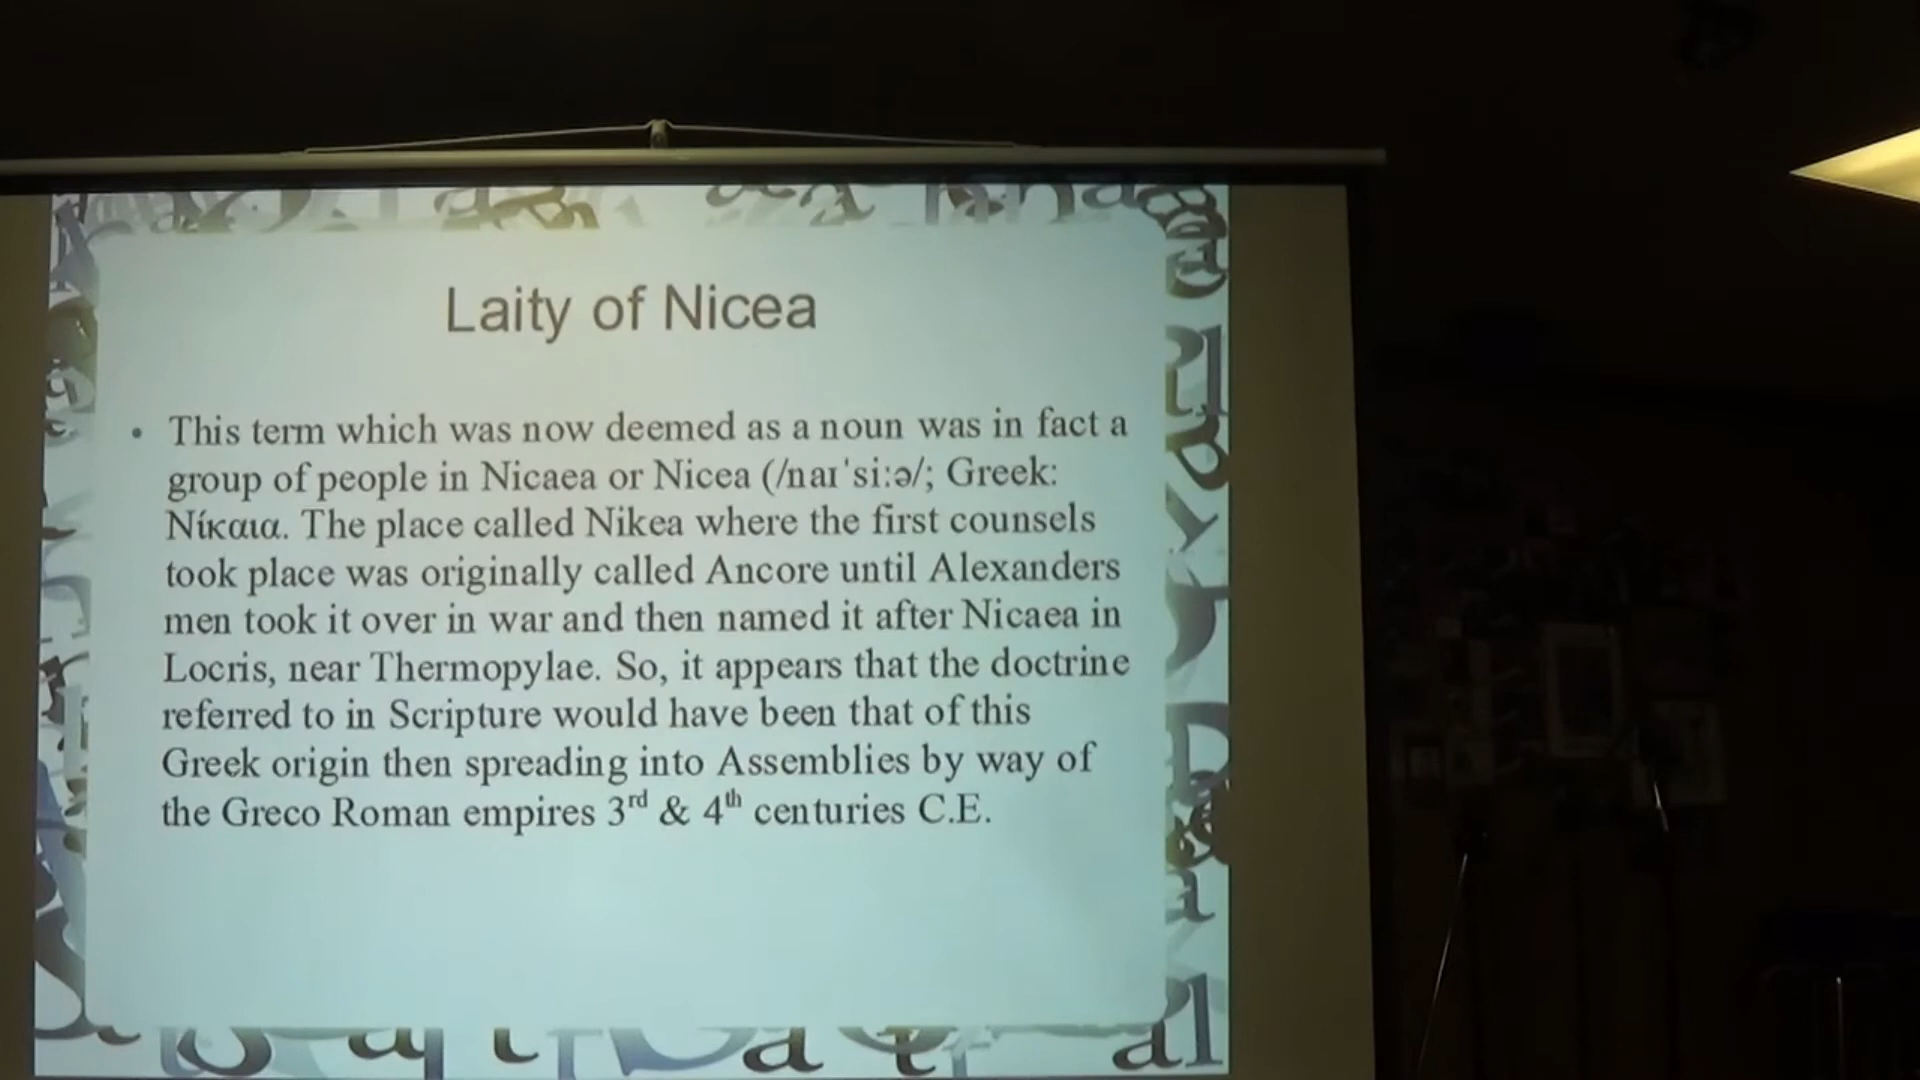 Laity of Nicea
• This term which was now deemed as a noun was in fact a
group of people in Nicaea or Nicea (/naɪˈsiːə/; Greek:
Νίκαια. The place called Nikea where the first counsels
took place was originally called Ancore until Alexanders
men took it over in war and then named it after Nicaea in
Locris, near Thermopylae. So, it appears that the doctrine
referred to in Scripture would have been that of this
Greek origin then spreading into Assemblies by way of
the Greco Roman empires 3rd & 4th centuries C.E.